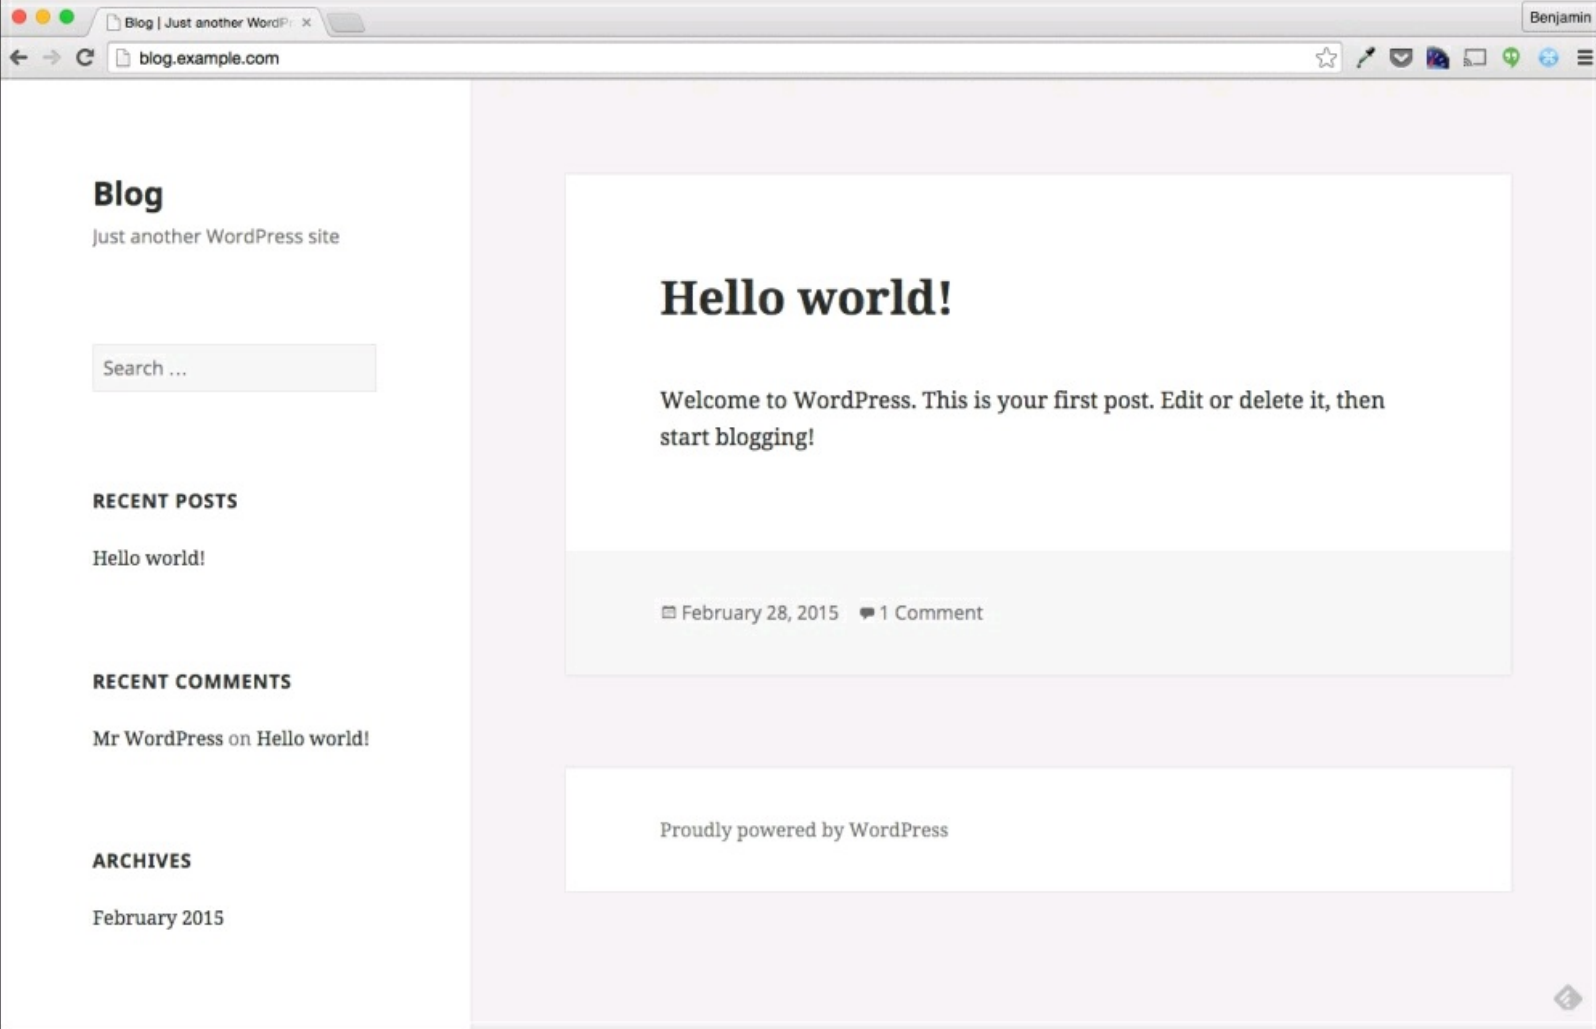 Blog | Just another WordPr
Benjamin
blog.example.com
Blog
Just another WordPress site
Search ...
RECENT POSTS
Hello world!
RECENT COMMENTS
Mr WordPress on Hello world!
ARCHIVES
February 2015
Hello world!
Welcome to WordPress. This is your first post. Edit or delete it, then
start blogging!
February 28, 2015 1 Comment
Proudly powered by WordPress